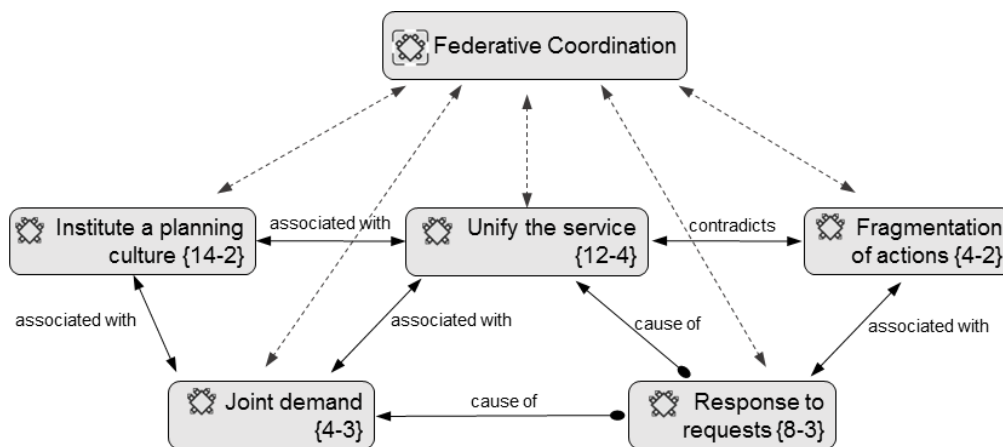 Federative Coordination
Institute a planning
culture {14-2}
associated with
Unify the service
{12-4}
contradicts
Fragmentation
of actions {4-2}
associated with
associated with
cause of
associated with
Joint demand
{4-3}
cause of
Response to
requests {8-3}